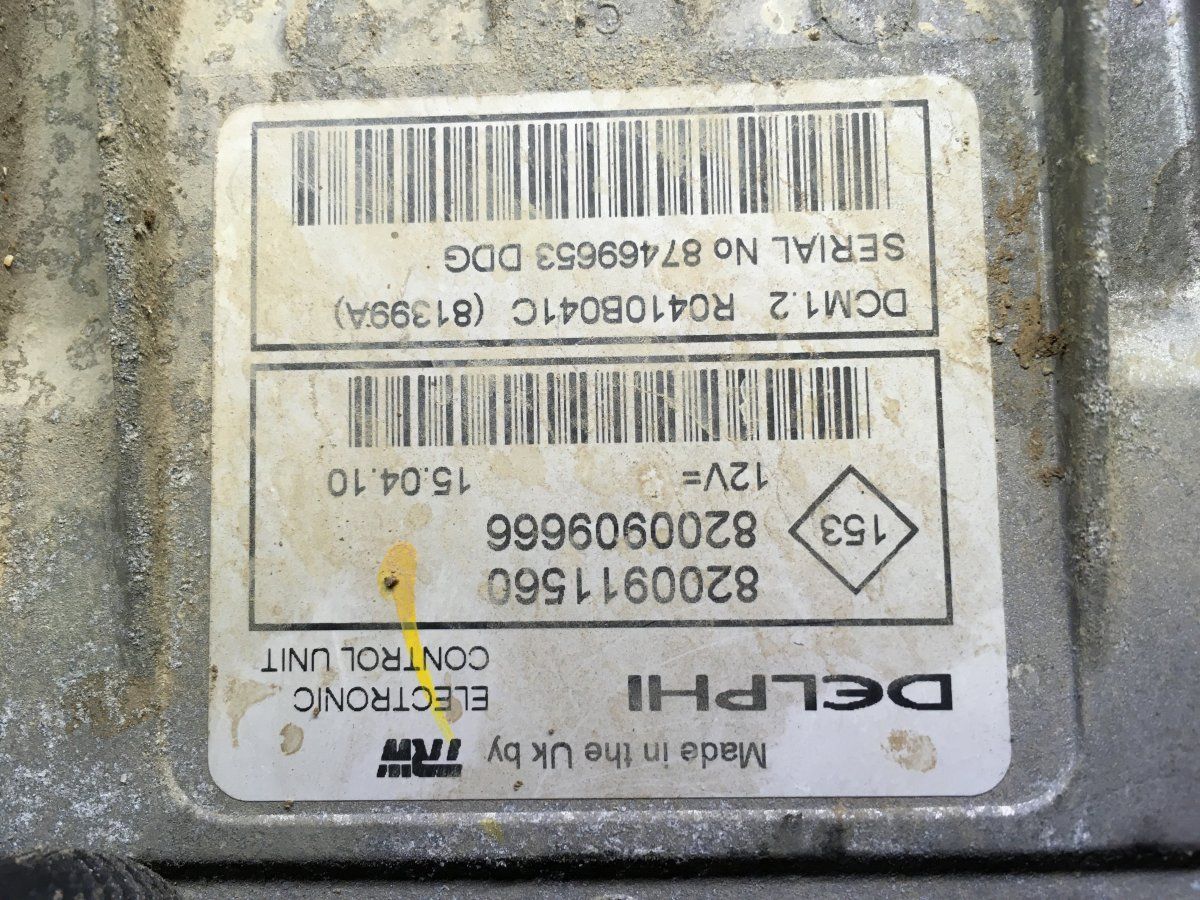 Made in the Uk by TRW
DELPHI
ELECTRONIC
CONTROL UNIT
8200911560
8200909666
153
12V= 15.04.10
DCM1.2 R0410B041C (81399A)
SERIAL No 87469653 DDG